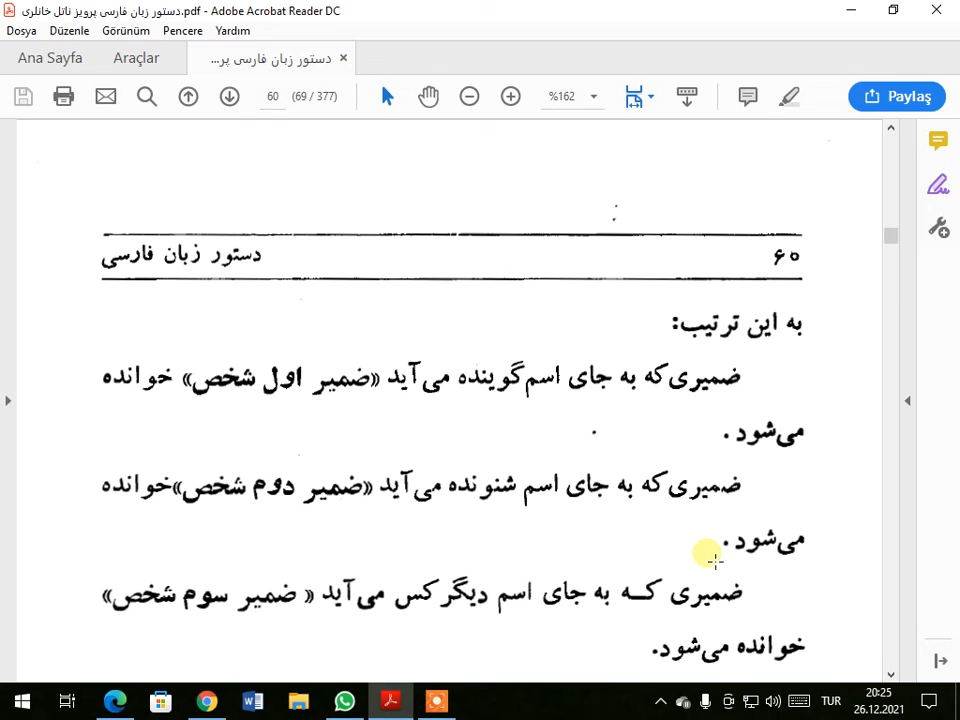 دستور زبان فارسی پرویز ناتل خانلری.pdf - Adobe Acrobat Reader DC
Dosya Düzenle Görünüm Pencere Yardım
Ana Sayfa Araçlar دستور زبان فارسی پر...
60 (69 / 377) %162 Paylaş
۶۰ دستور زبان فارسی
به این ترتیب:
ضمیری که به جای اسم گوینده می‌آید «ضمیر اول شخص» خوانده
می‌شود.
ضمیری که به جای اسم شنونده می‌آید «ضمیر دوم شخص» خوانده
می‌شود.
ضمیری که به جای اسم دیگر کس می‌آید «ضمیر سوم شخص»
خوانده می‌شود.
TUR 20:25
26.12.2021